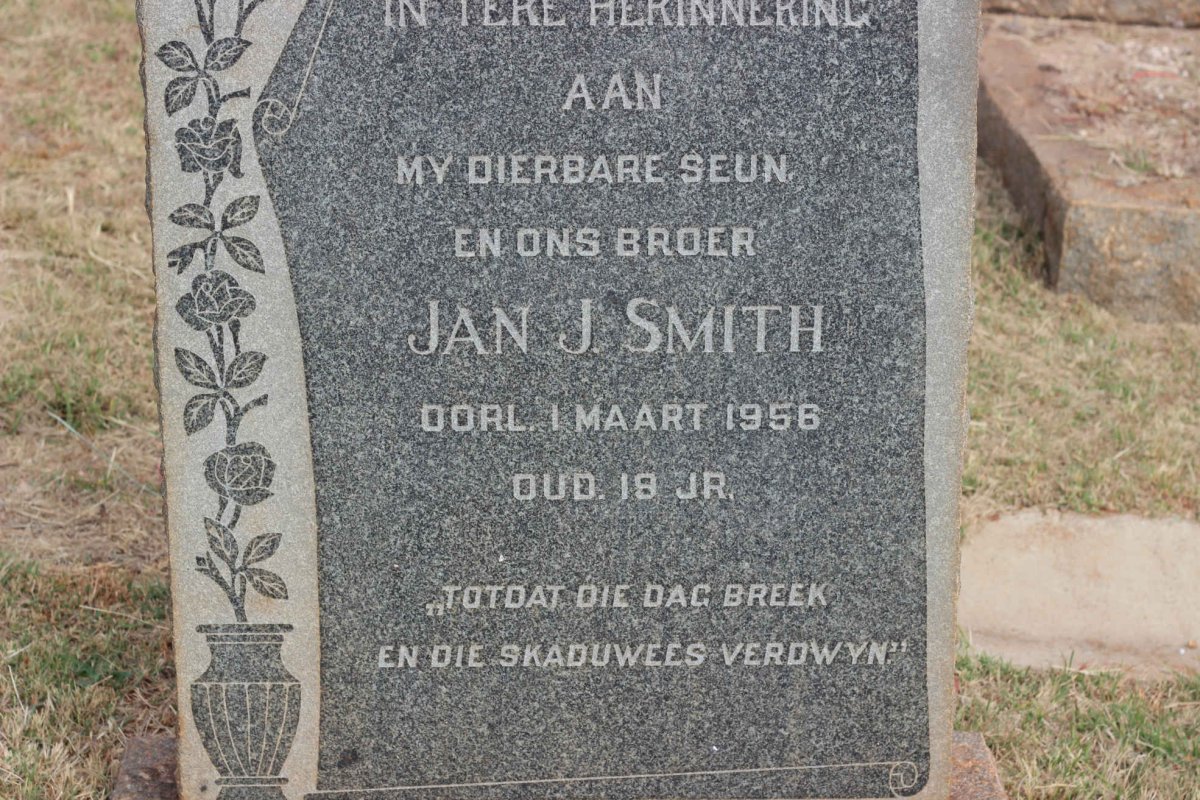 IN TERE HERINNERING
AAN
MY DIERBARE SEUN.
EN ONS BROER
JAN J. SMITH
OORL. 1 MAART 1956
OUD. 19 JR.
„TOTDAT DIE DAG BREEK
EN DIE SKADUWEES VERDWYN.”